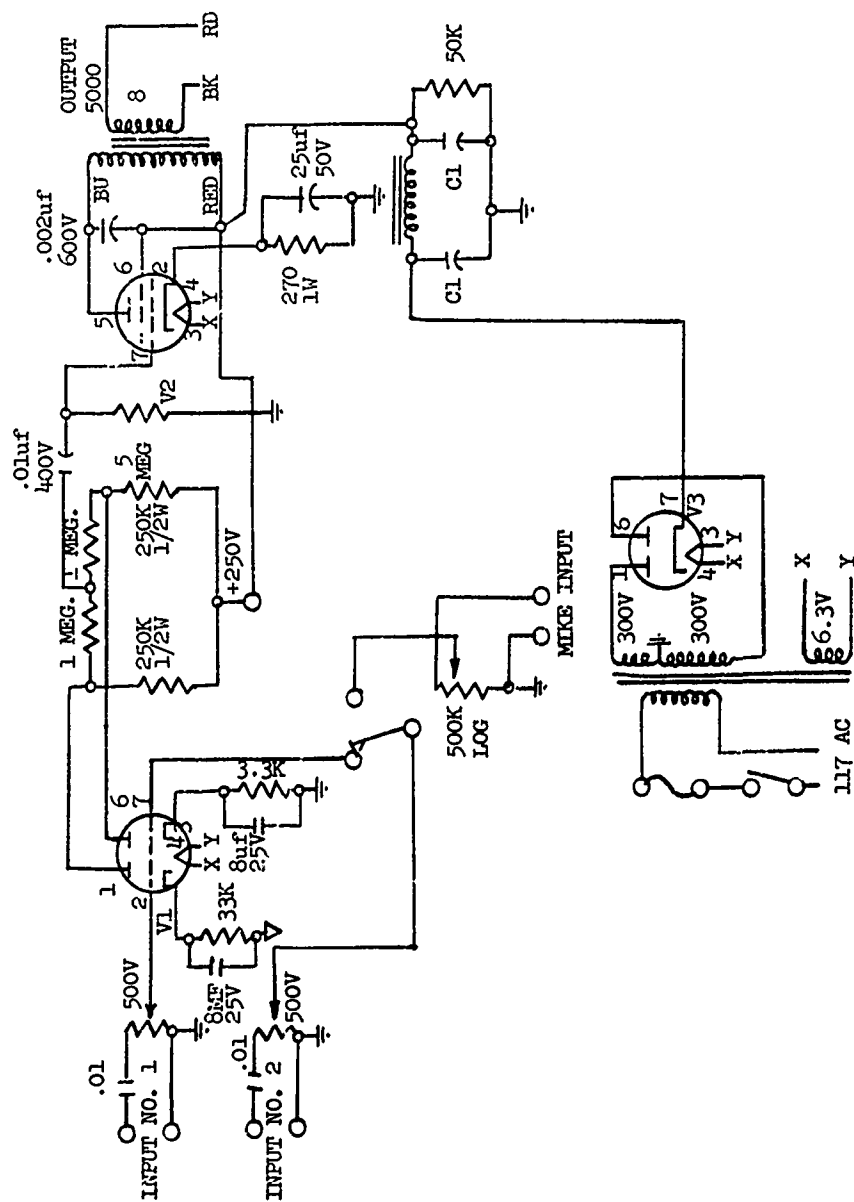 INPUT NO. 1
.01
500V
INPUT NO. 2
.01
500V
1
2
V1
6
7
3
4
X Y
.8MF
25V
33K
8uf
25V
3.3K
1 MEG.
1 MEG.
250K
1/2W
250K
1/2W
5
MEG
+250V
.01uf
400V
V2
5
7
6
2
3
4
X Y
.002uf
600V
BU
RED
OUTPUT
5000
8
BK
RD
270
1W
25uf
50V
C1
C1
50K
500K
LOG
MIKE INPUT
117 AC
300V
300V
6.3V
X
Y
1
6
7
V3
4
3
X Y